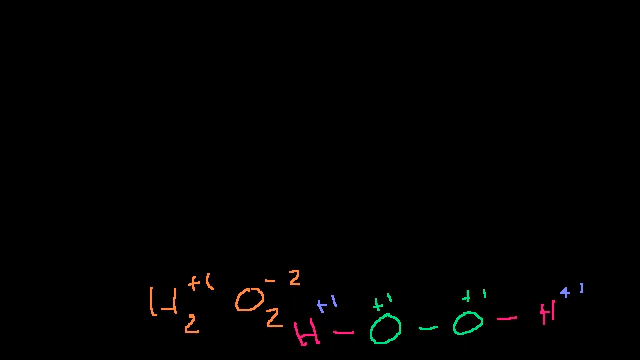 H₂⁺¹ O₂⁻²
H⁺¹ — O⁺¹ — O⁺¹ — H⁺¹